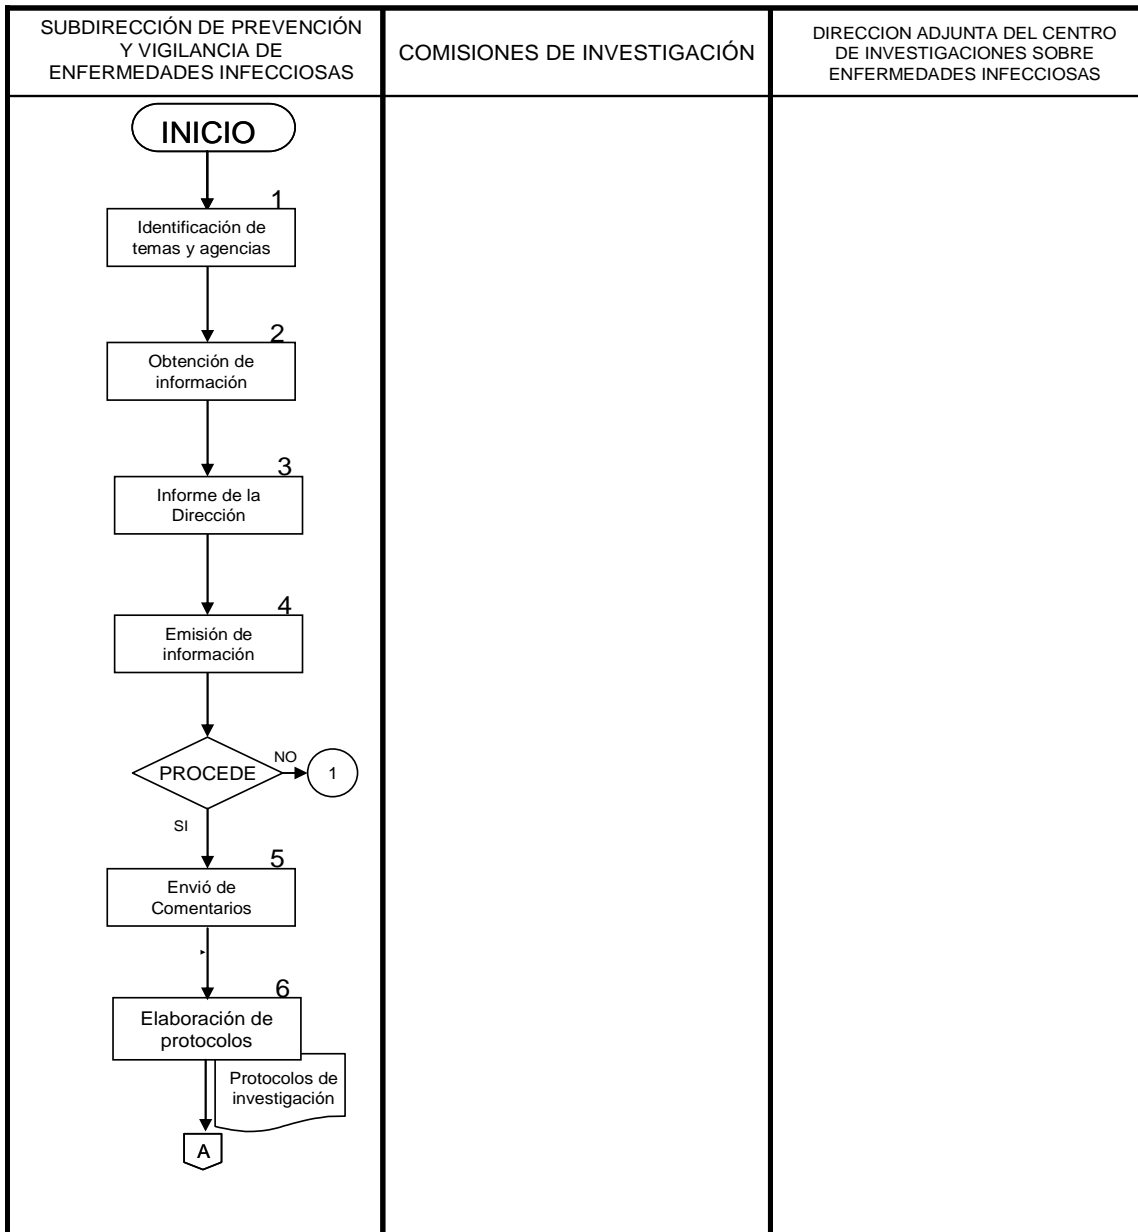 SUBDIRECCIÓN DE PREVENCIÓN
Y VIGILANCIA DE
ENFERMEDADES INFECCIOSAS
COMISIONES DE INVESTIGACIÓN
DIRECCION ADJUNTA DEL CENTRO
DE INVESTIGACIONES SOBRE
ENFERMEDADES INFECCIOSAS
INICIO
1
Identificación de
temas y agencias
2
Obtención de
información
3
Informe de la
Dirección
4
Emisión de
información
PROCEDE
NO
1
SI
5
Envió de
Comentarios
6
Elaboración de
protocolos
Protocolos de
investigación
A